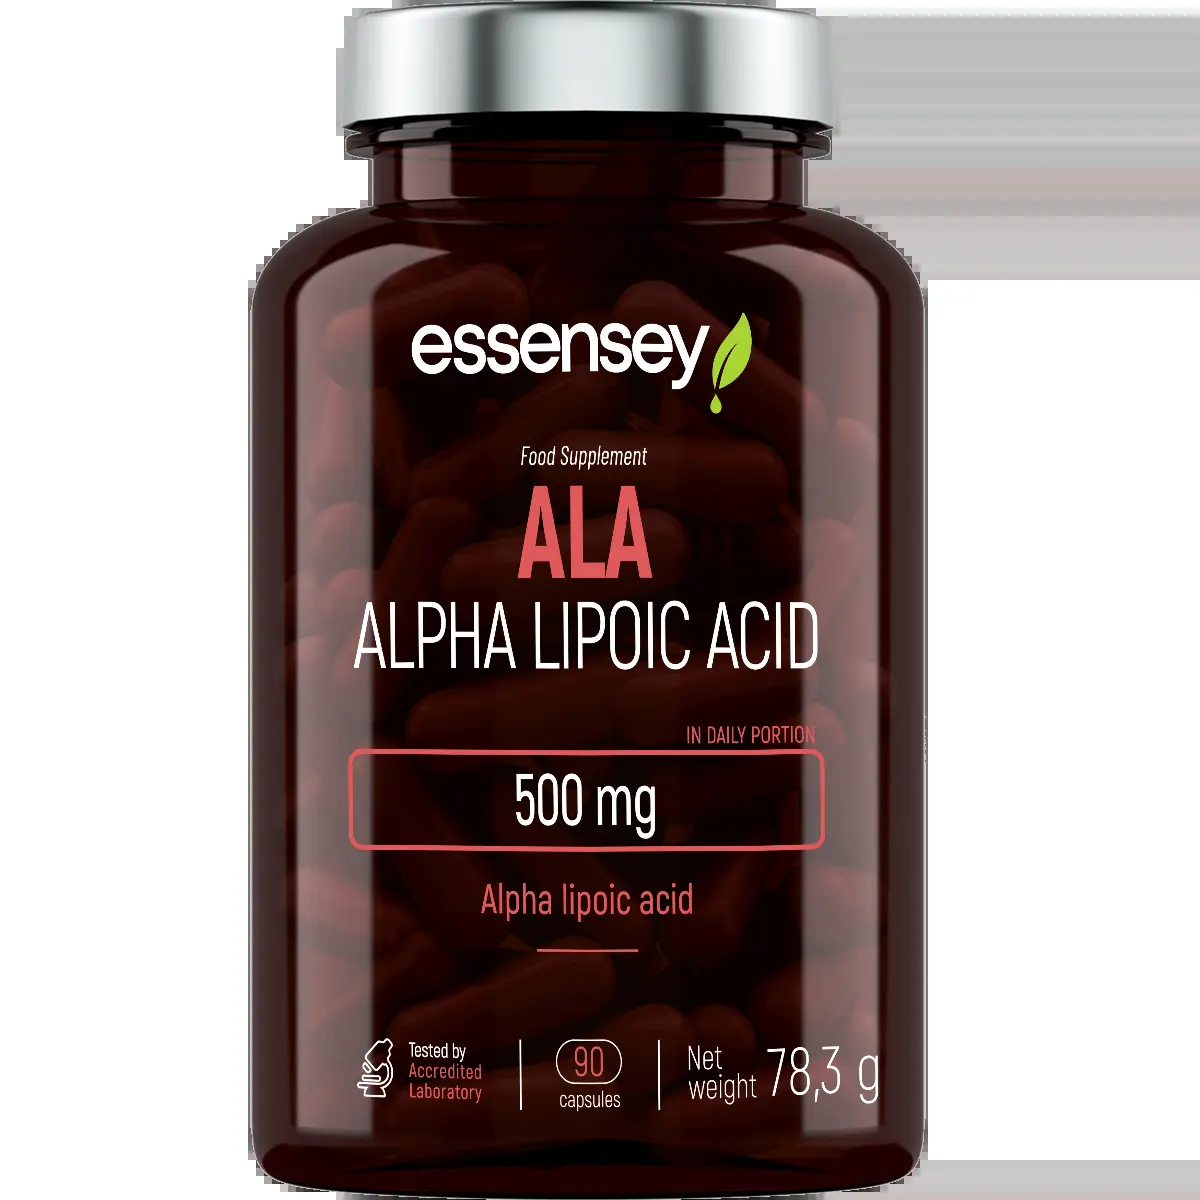 essensey
Food Supplement
ALA
ALPHA LIPOIC ACID
IN DAILY PORTION
500 mg
Alpha lipoic acid
Tested by
Accredited
Laboratory
90
capsules
Net
weight 78,3 g